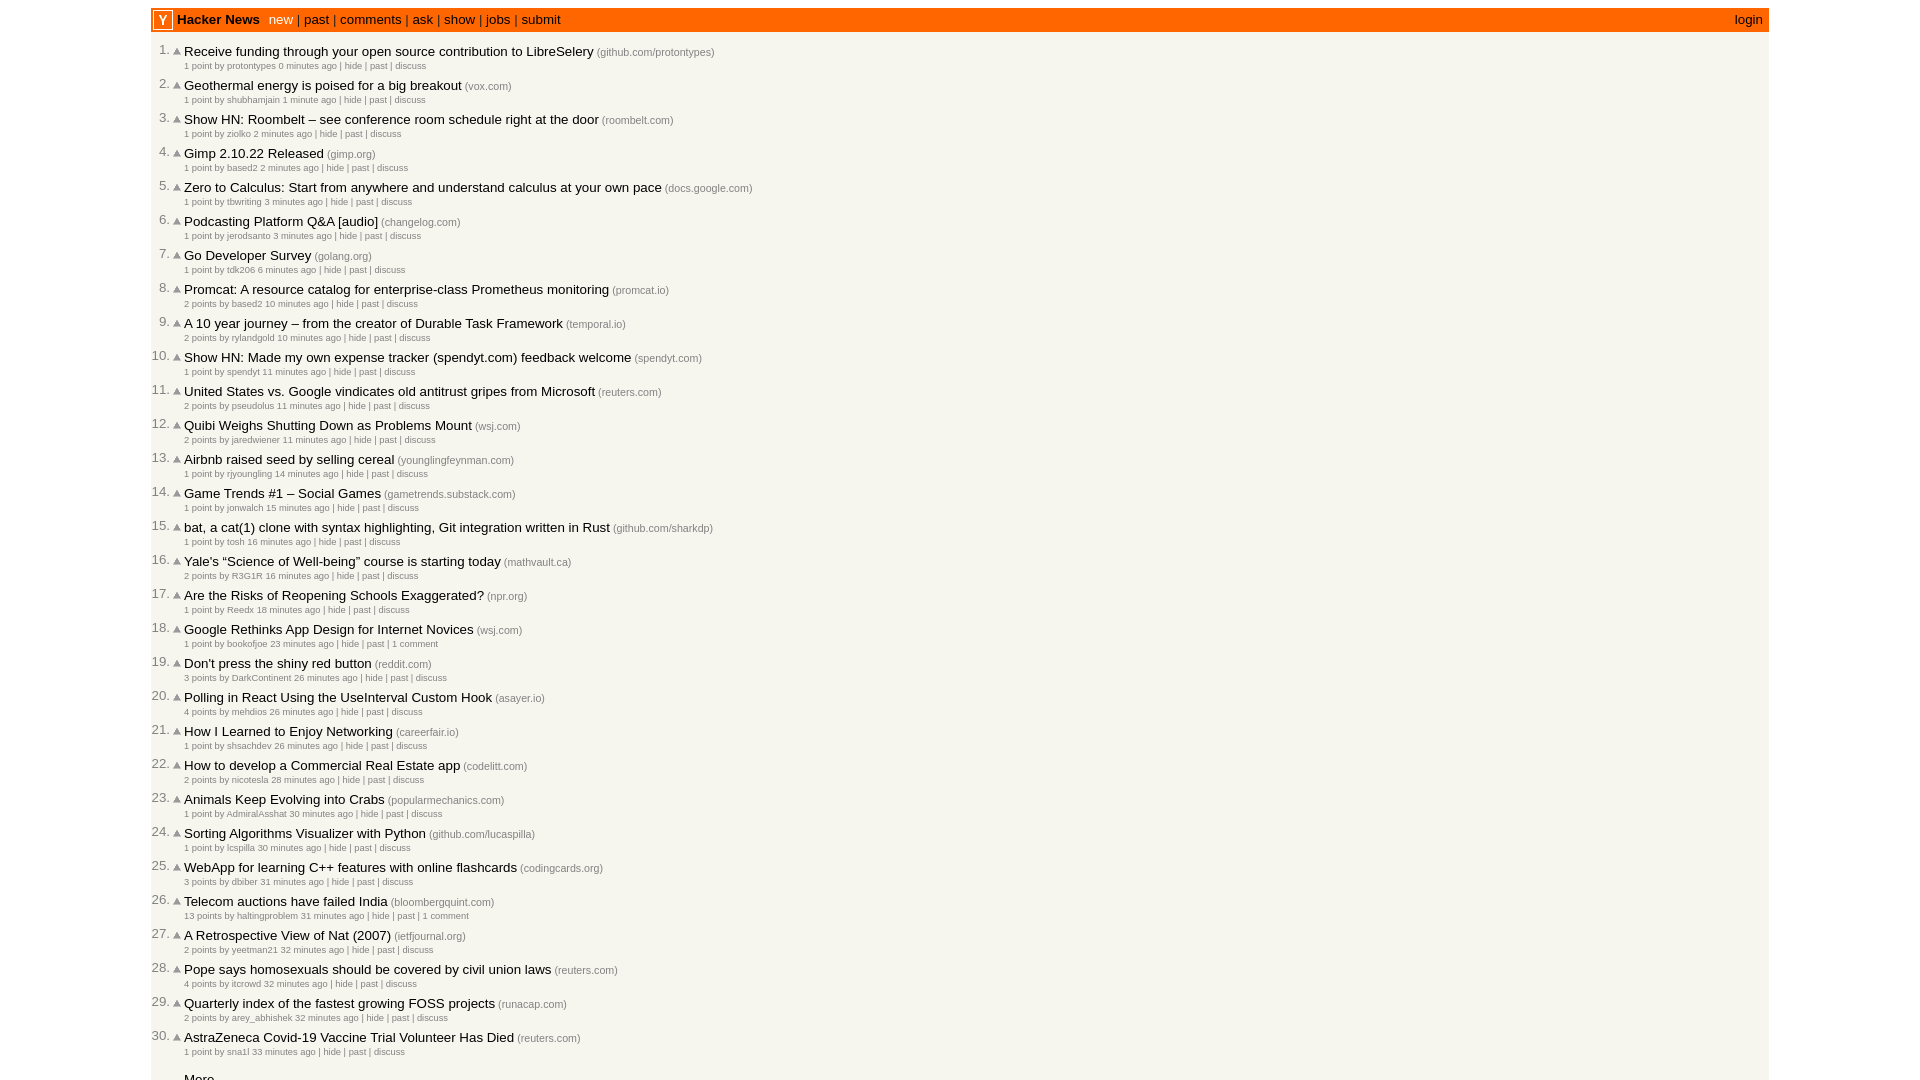 Y Hacker News new | past | comments | ask | show | jobs | submit login
1. Receive funding through your open source contribution to LibreSelery (github.com/protontypes)
1 point by protontypes 0 minutes ago | hide | past | discuss
2. Geothermal energy is poised for a big breakout (vox.com)
1 point by shubhamjain 1 minute ago | hide | past | discuss
3. Show HN: Roombelt – see conference room schedule right at the door (roombelt.com)
1 point by ziolko 2 minutes ago | hide | past | discuss
4. Gimp 2.10.22 Released (gimp.org)
1 point by based2 2 minutes ago | hide | past | discuss
5. Zero to Calculus: Start from anywhere and understand calculus at your own pace (docs.google.com)
1 point by tbwriting 3 minutes ago | hide | past | discuss
6. Podcasting Platform Q&A [audio] (changelog.com)
1 point by jerodsanto 3 minutes ago | hide | past | discuss
7. Go Developer Survey (golang.org)
1 point by tdk206 6 minutes ago | hide | past | discuss
8. Promcat: A resource catalog for enterprise-class Prometheus monitoring (promcat.io)
2 points by based2 10 minutes ago | hide | past | discuss
9. A 10 year journey – from the creator of Durable Task Framework (temporal.io)
2 points by rylandgold 10 minutes ago | hide | past | discuss
10. Show HN: Made my own expense tracker (spendyt.com) feedback welcome (spendyt.com)
1 point by spendyt 11 minutes ago | hide | past | discuss
11. United States vs. Google vindicates old antitrust gripes from Microsoft (reuters.com)
2 points by pseudolus 11 minutes ago | hide | past | discuss
12. Quibi Weighs Shutting Down as Problems Mount (wsj.com)
2 points by jaredwiener 11 minutes ago | hide | past | discuss
13. Airbnb raised seed by selling cereal (younglingfeynman.com)
1 point by rjyoungling 14 minutes ago | hide | past | discuss
14. Game Trends #1 – Social Games (gametrends.substack.com)
1 point by jonwalch 15 minutes ago | hide | past | discuss
15. bat, a cat(1) clone with syntax highlighting, Git integration written in Rust (github.com/sharkdp)
1 point by tosh 16 minutes ago | hide | past | discuss
16. Yale's “Science of Well-being” course is starting today (mathvault.ca)
2 points by R3G1R 16 minutes ago | hide | past | discuss
17. Are the Risks of Reopening Schools Exaggerated? (npr.org)
1 point by Reedx 18 minutes ago | hide | past | discuss
18. Google Rethinks App Design for Internet Novices (wsj.com)
1 point by bookofjoe 23 minutes ago | hide | past | 1 comment
19. Don't press the shiny red button (reddit.com)
3 points by DarkContinent 26 minutes ago | hide | past | discuss
20. Polling in React Using the UseInterval Custom Hook (asayer.io)
4 points by mehdios 26 minutes ago | hide | past | discuss
21. How I Learned to Enjoy Networking (careerfair.io)
1 point by shsachdev 26 minutes ago | hide | past | discuss
22. How to develop a Commercial Real Estate app (codelitt.com)
2 points by nicotesla 28 minutes ago | hide | past | discuss
23. Animals Keep Evolving into Crabs (popularmechanics.com)
1 point by AdmiralAsshat 30 minutes ago | hide | past | discuss
24. Sorting Algorithms Visualizer with Python (github.com/lucaspilla)
1 point by lcspilla 30 minutes ago | hide | past | discuss
25. WebApp for learning C++ features with online flashcards (codingcards.org)
3 points by dbiber 31 minutes ago | hide | past | discuss
26. Telecom auctions have failed India (bloombergquint.com)
13 points by haltingproblem 31 minutes ago | hide | past | 1 comment
27. A Retrospective View of Nat (2007) (ietfjournal.org)
2 points by yeetman21 32 minutes ago | hide | past | discuss
28. Pope says homosexuals should be covered by civil union laws (reuters.com)
4 points by itcrowd 32 minutes ago | hide | past | discuss
29. Quarterly index of the fastest growing FOSS projects (runacap.com)
2 points by arey_abhishek 32 minutes ago | hide | past | discuss
30. AstraZeneca Covid-19 Vaccine Trial Volunteer Has Died (reuters.com)
1 point by sna1l 33 minutes ago | hide | past | discuss
More